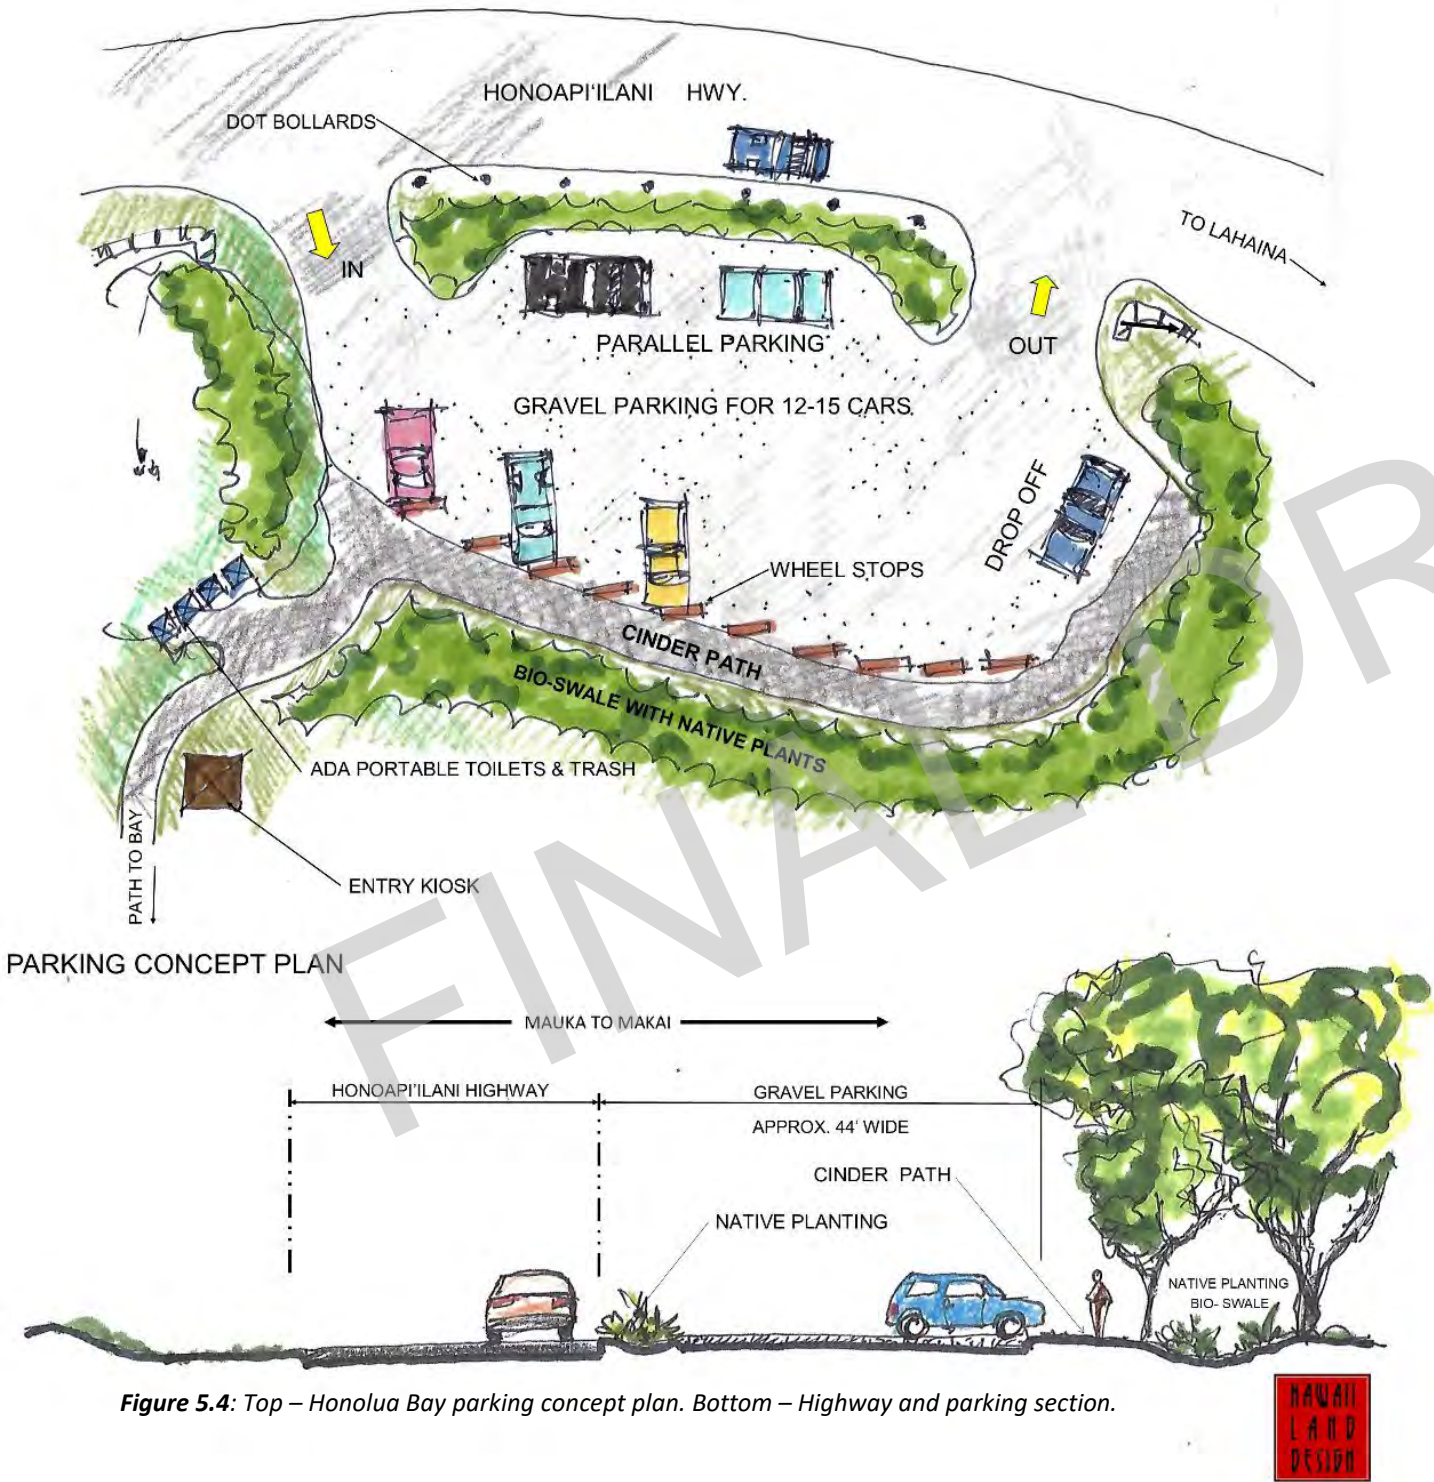 HONOAPI'ILANI HWY.
DOT BOLLARDS
TO LAHAINA
IN
OUT
PARALLEL PARKING
GRAVEL PARKING FOR 12-15 CARS
DROP OFF
WHEEL STOPS
CINDER PATH
BIO-SWALE WITH NATIVE PLANTS
ADA PORTABLE TOILETS & TRASH
ENTRY KIOSK
PATH TO BAY
PARKING CONCEPT PLAN
FINAL DR
MAUKA TO MAKAI
HONOAPI'ILANI HIGHWAY
GRAVEL PARKING
APPROX. 44' WIDE
CINDER PATH
NATIVE PLANTING
NATIVE PLANTING
BIO- SWALE
Figure 5.4: Top – Honolua Bay parking concept plan. Bottom – Highway and parking section.
HAWAII
LAND
DESIGN